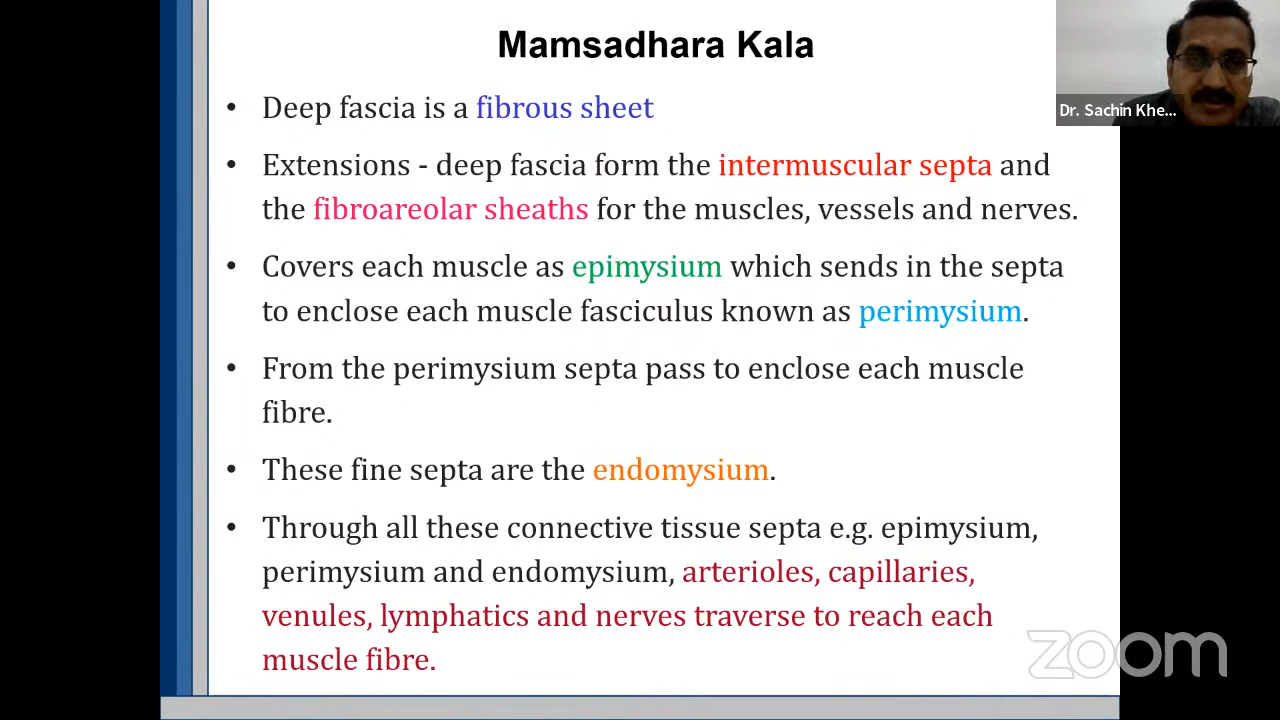 Mamsadhara Kala
Dr. Sachin Khe...
• Deep fascia is a fibrous sheet
• Extensions - deep fascia form the intermuscular septa and
the fibroareolar sheaths for the muscles, vessels and nerves.
• Covers each muscle as epimysium which sends in the septa
to enclose each muscle fasciculus known as perimysium.
• From the perimysium septa pass to enclose each muscle
fibre.
• These fine septa are the endomysium.
• Through all these connective tissue septa e.g. epimysium,
perimysium and endomysium, arterioles, capillaries,
venules, lymphatics and nerves traverse to reach each
muscle fibre.
zoom